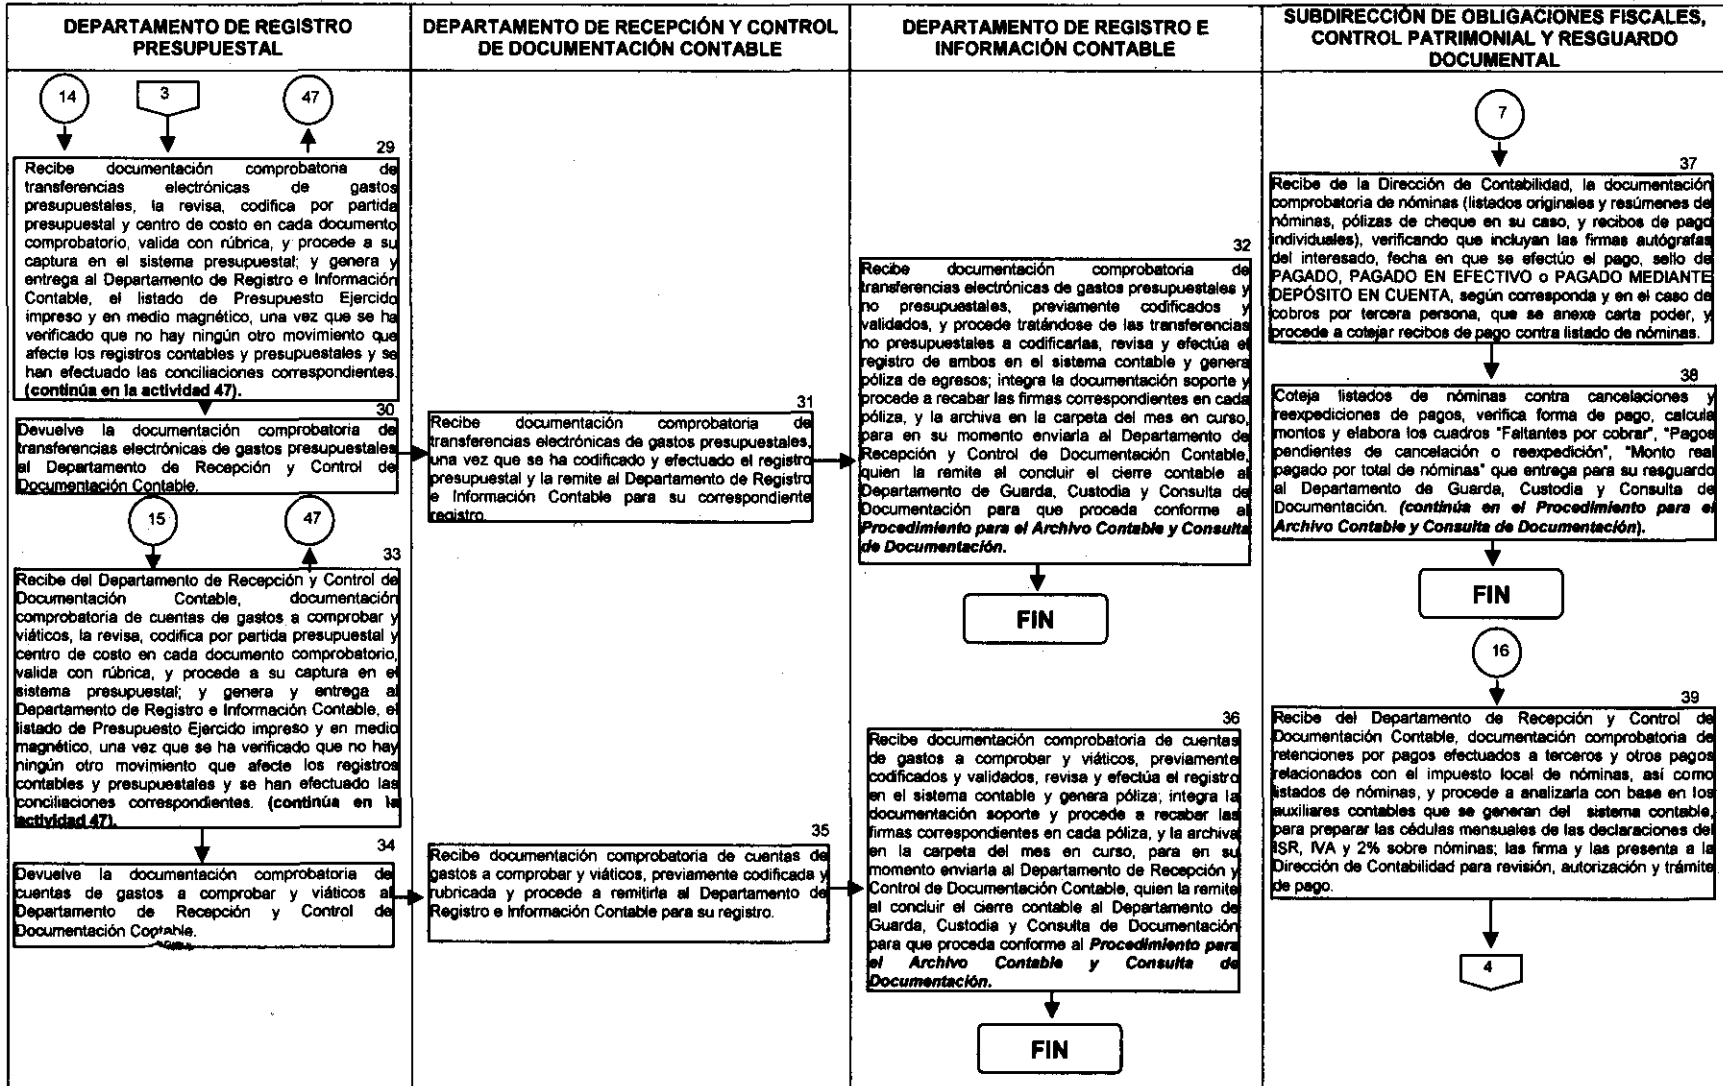 DEPARTAMENTO DE REGISTRO
PRESUPUESTAL
DEPARTAMENTO DE RECEPCIÓN Y CONTROL
DE DOCUMENTACIÓN CONTABLE
DEPARTAMENTO DE REGISTRO E
INFORMACIÓN CONTABLE
SUBDIRECCIÓN DE OBLIGACIONES FISCALES,
CONTROL PATRIMONIAL Y RESGUARDO
DOCUMENTAL
14
3
47
29
Recibe documentación comprobatoria de
transferencias electrónicas de gastos
presupuestales, la revisa, codifica por partida
presupuestal y centro de costo en cada documento
comprobatorio, valida con rúbrica, y procede a su
captura en el sistema presupuestal; y genera y
entrega al Departamento de Registro e Información
Contable, el listado de Presupuesto Ejercido
impreso y en medio magnético, una vez que se ha
verificado que no hay ningún otro movimiento que
afecte los registros contables y presupuestales y se
han efectuado las conciliaciones correspondientes.
(continúa en la actividad 47).
30
Devuelve la documentación comprobatoria de
transferencias electrónicas de gastos presupuestales
al Departamento de Recepción y Control de
Documentación Contable.
15
47
33
Recibe del Departamento de Recepción y Control de
Documentación Contable, documentación
comprobatoria de cuentas de gastos a comprobar y
viáticos, la revisa, codifica por partida presupuestal y
centro de costo en cada documento comprobatorio,
valida con rúbrica, y procede a su captura en el
sistema presupuestal; y genera y entrega al
Departamento de Registro e Información Contable, el
listado de Presupuesto Ejercido impreso y en medio
magnético, una vez que se ha verificado que no hay
ningún otro movimiento que afecte los registros
contables y presupuestales y se han efectuado las
conciliaciones correspondientes. (continúa en la
actividad 47).
34
Devuelve la documentación comprobatoria de
cuentas de gastos a comprobar y viáticos al
Departamento de Recepción y Control de
Documentación Contable.
31
Recibe documentación comprobatoria de
transferencias electrónicas de gastos presupuestales,
una vez que se ha codificado y efectuado el registro
presupuestal y la remite al Departamento de Registro
e Información Contable para su correspondiente
registro.
35
Recibe documentación comprobatoria de cuentas de
gastos a comprobar y viáticos, previamente codificada y
rubricada y procede a remitirla al Departamento de
Registro e Información Contable para su registro.
32
Recibe documentación comprobatoria de
transferencias electrónicas de gastos presupuestales y
no presupuestales, previamente codificados y
validados, y procede tratándose de las transferencias
no presupuestales a codificarlas, revisa y efectúa el
registro de ambos en el sistema contable y genera
póliza de egresos; integra la documentación soporte y
procede a recabar las firmas correspondientes en cada
póliza, y la archiva en la carpeta del mes en curso,
para en su momento enviarla al Departamento de
Recepción y Control de Documentación Contable,
quien la remite al concluir el cierre contable al
Departamento de Guarda, Custodia y Consulta de
Documentación para que proceda conforme al
Procedimiento para el Archivo Contable y Consulta
de Documentación.
FIN
36
Recibe documentación comprobatoria de cuentas
de gastos a comprobar y viáticos, previamente
codificados y validados, revisa y efectúa el registro
en el sistema contable y genera póliza; integra la
documentación soporte y procede a recabar las
firmas correspondientes en cada póliza, y la archiva
en la carpeta del mes en curso, para en su
momento enviarla al Departamento de Recepción y
Control de Documentación Contable, quien la remite
al concluir el cierre contable al Departamento de
Guarda, Custodia y Consulta de Documentación
para que proceda conforme al Procedimiento para
el Archivo Contable y Consulta de
Documentación.
FIN
7
37
Recibe de la Dirección de Contabilidad, la documentación
comprobatoria de nóminas (listados originales y resúmenes de
nóminas, pólizas de cheque en su caso, y recibos de pago
individuales), verificando que incluyan las firmas autógrafas
del interesado, fecha en que se efectúo el pago, sello de
PAGADO, PAGADO EN EFECTIVO o PAGADO MEDIANTE
DEPÓSITO EN CUENTA, según corresponda y en el caso de
cobros por tercera persona, que se anexe carta poder, y
procede a cotejar recibos de pago contra listado de nóminas.
38
Coteja listados de nóminas contra cancelaciones y
reexpediciones de pagos, verifica forma de pago, calcula
montos y elabora los cuadros "Faltantes por cobrar", "Pagos
pendientes de cancelación o reexpedición", "Monto real
pagado por total de nóminas" que entrega para su resguardo
al Departamento de Guarda, Custodia y Consulta de
Documentación. (continúa en el Procedimiento para el
Archivo Contable y Consulta de Documentación).
FIN
16
39
Recibe del Departamento de Recepción y Control de
Documentación Contable, documentación comprobatoria de
retenciones por pagos efectuados a terceros y otros pagos
relacionados con el impuesto local de nóminas, así como
listados de nóminas, y procede a analizarla con base en los
auxiliares contables que se generan del sistema contable,
para preparar las cédulas mensuales de las declaraciones del
ISR, IVA y 2% sobre nóminas; las firma y las presenta a la
Dirección de Contabilidad para revisión, autorización y trámite
de pago.
4